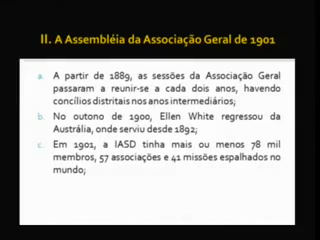 II. A Assembléia da Associação Geral de 1901
a. A partir de 1889, as sessões da Associação Geral
passaram a reunir-se a cada dois anos, havendo
concílios distritais nos anos intermediários;
b. No outono de 1900, Ellen White regressou da
Austrália, onde serviu desde 1892;
c. Em 1901, a IASD tinha mais ou menos 78 mil
membros, 57 associações e 41 missões espalhados no
mundo;